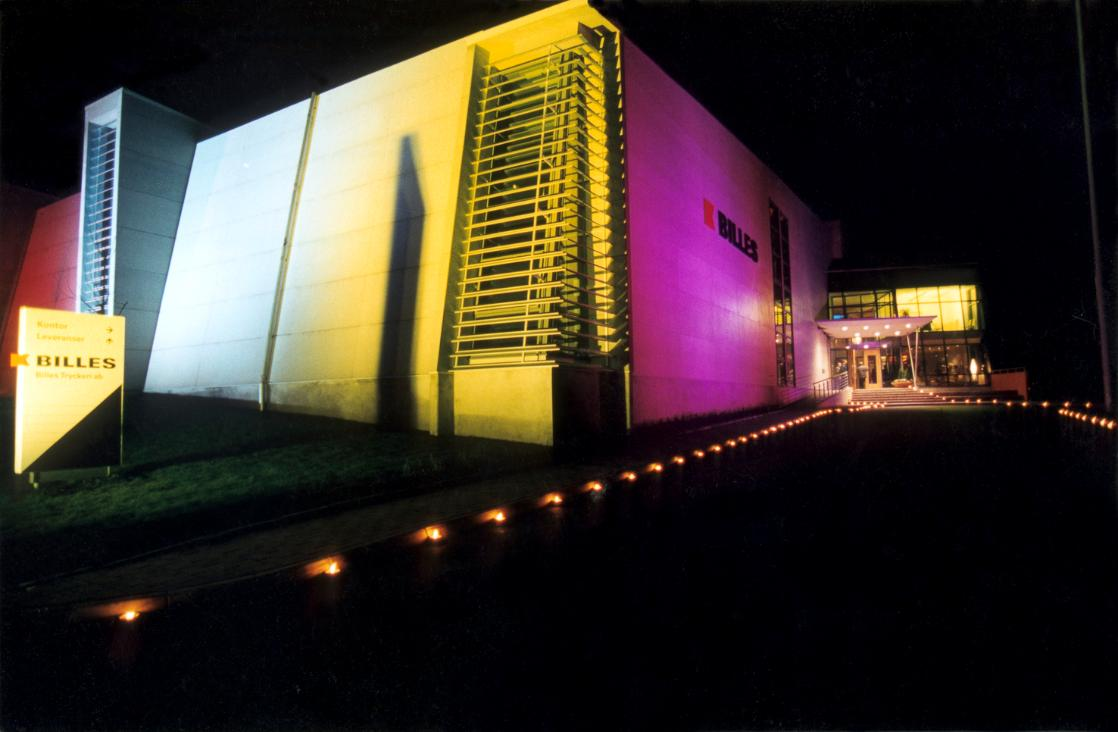 Kontor
Leveranser
BILLES
Billes Tryckeri ab
BILLES